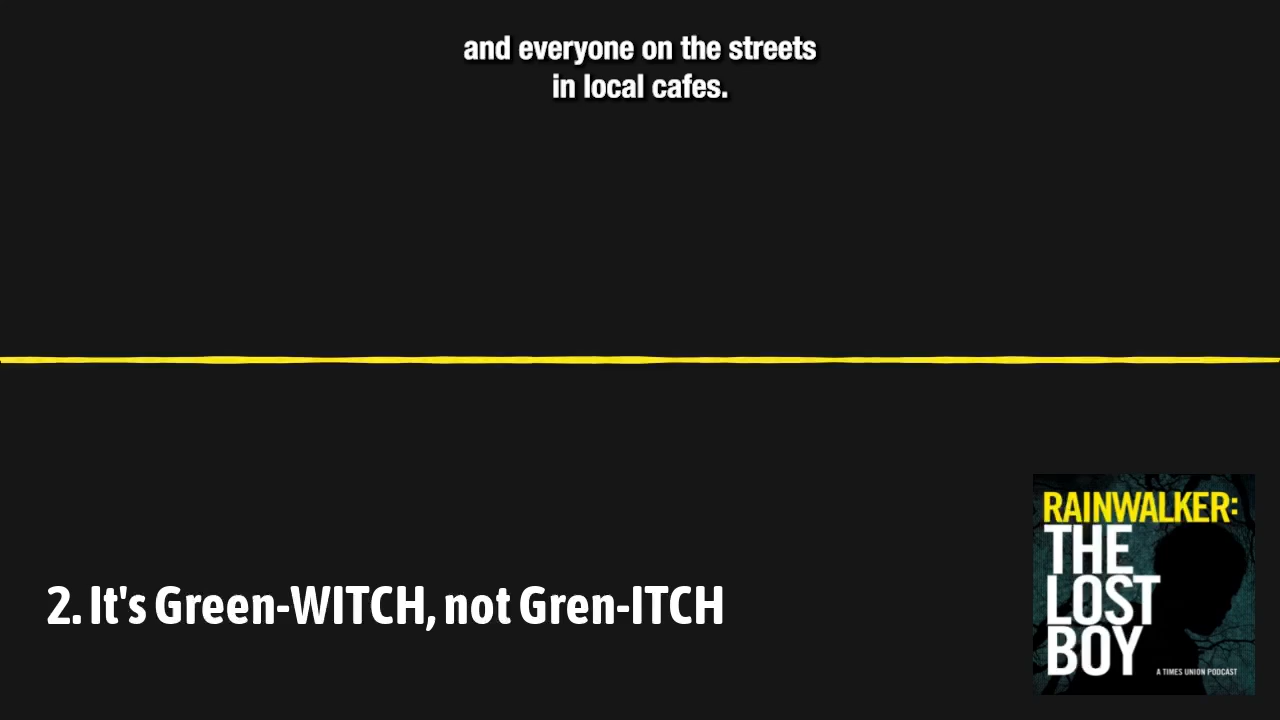 and everyone on the streets
in local cafes.
2. It's Green-WITCH, not Gren-ITCH
RAINWALKER:
THE
LOST
BOY
A TIMES UNION PODCAST